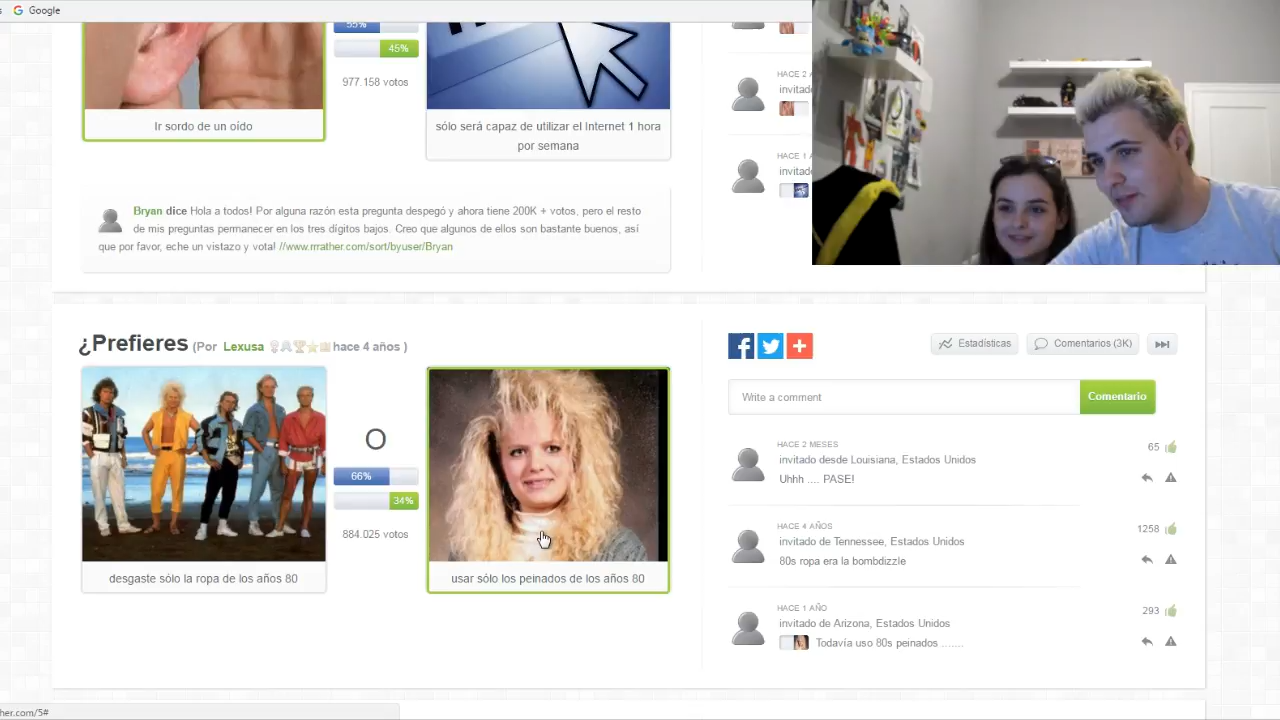 s Google
55%
45%
977.158 votos
Ir sordo de un oído
sólo será capaz de utilizar el Internet 1 hora
por semana
HACE 2 A
invitad
HACE 1 A
invitad
Bryan dice Hola a todos! Por alguna razón esta pregunta despegó y ahora tiene 200K + votos, pero el resto
de mis preguntas permanecer en los tres dígitos bajos. Creo que algunos de ellos son bastante buenos, así
que por favor, eche un vistazo y vota! //www.rrrather.com/sort/byuser/Bryan
¿Prefieres (Por Lexusa hace 4 años )
O
66%
34%
884.025 votos
desgaste sólo la ropa de los años 80
usar sólo los peinados de los años 80
Estadísticas
Comentarios (3K)
Write a comment
Comentario
HACE 2 MESES
65
invitado desde Louisiana, Estados Unidos
Uhhh .... PASE!
HACE 4 AÑOS
1258
invitado de Tennessee, Estados Unidos
80s ropa era la bombdizzle
HACE 1 AÑO
293
invitado de Arizona, Estados Unidos
Todavía uso 80s peinados .......
her.com/5#